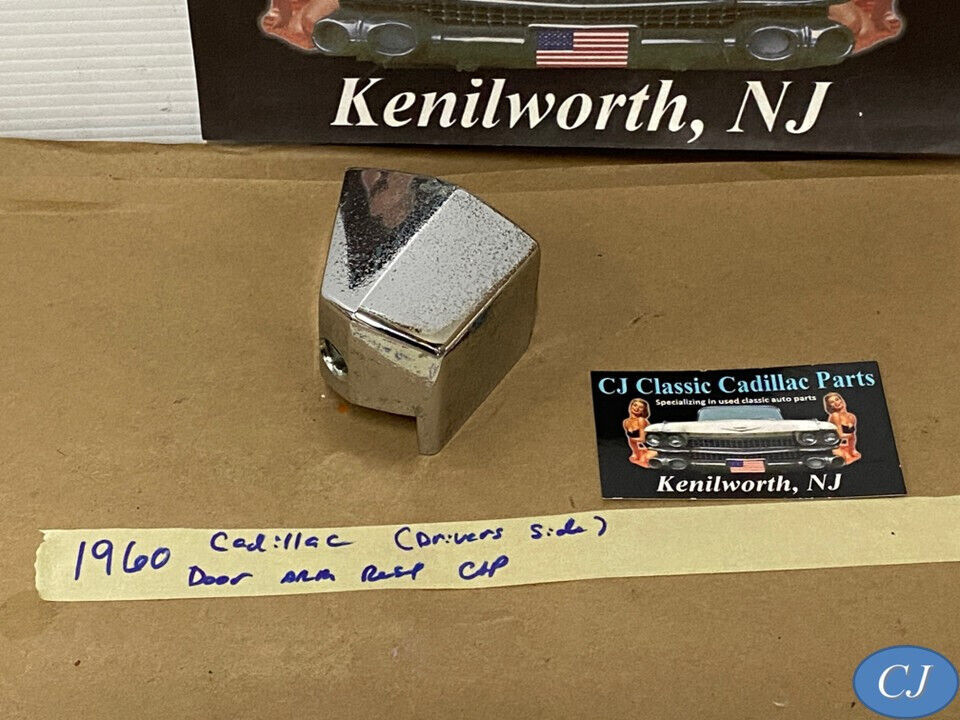 Kenilworth, NJ
CJ Classic Cadillac Parts
Specializing in used classic auto parts
Kenilworth, NJ
1960 Cadillac (Drivers Side)
Door ARM Rest CAP
CJ